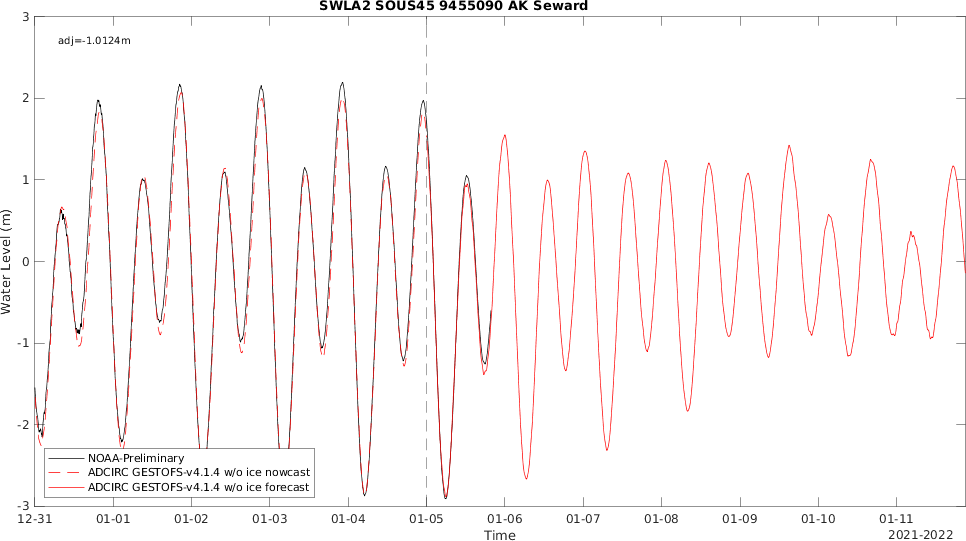 SWLA2 SOUS45 9455090 AK Seward
adj=-1.0124m
3
2
1
0
-1
-2
-3
Water Level (m)
NOAA-Preliminary
ADCIRC GESTOFS-v4.1.4 w/o ice nowcast
ADCIRC GESTOFS-v4.1.4 w/o ice forecast
12-31 01-01 01-02 01-03 01-04 01-05 01-06 01-07 01-08 01-09 01-10 01-11
Time
2021-2022